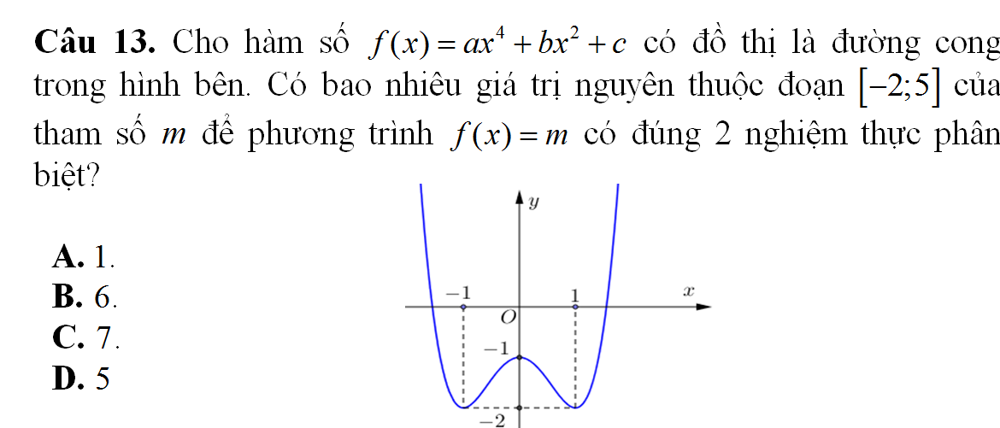 Câu 13. Cho hàm số f(x) = ax⁴ + bx² + c có đồ thị là đường cong
trong hình bên. Có bao nhiêu giá trị nguyên thuộc đoạn [−2;5] của
tham số m để phương trình f(x) = m có đúng 2 nghiệm thực phân
biệt?
y
A. 1.
B. 6.
−1 1 x
O
C. 7.
−1
D. 5
−2